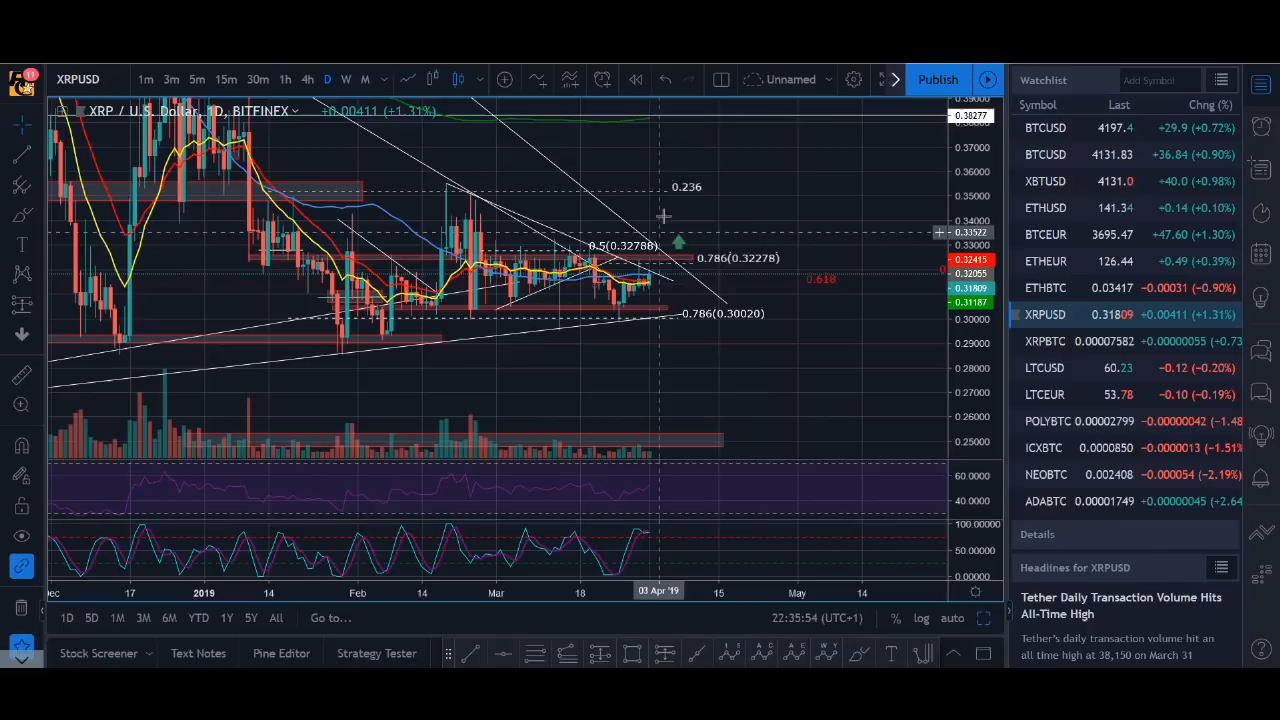 11
XRPUSD 1m 3m 5m 15m 30m 1h 4h D W M Unnamed Publish
XRP / U.S. Dollar, 1D, BITFINEX +0.00411 (+1.31%)
0.39000
0.38277
0.37000
0.36000
0.35000
0.34000
0.33522
0.33000
0.32415
0.32055
0.31809
0.31187
0.30000
0.29000
0.28000
0.27000
0.26000
0.25000
0.236
0.5(0.32788)
0.786(0.32278)
0.618
0.786(0.30020)
60.00
40.00
100.00000
50.00000
0.00000
17 2019 14 Feb 14 Mar 18 03 Apr '19 15 May 14
1D 5D 1M 3M 6M YTD 1Y 5Y All Go to... 22:35:54 (UTC+1) % log auto
Stock Screener Text Notes Pine Editor Strategy Tester
Watchlist Add Symbol
Symbol Last Chng (%)
BTCUSD 4197.4 +29.9 (+0.72%)
BTCUSD 4131.83 +36.84 (+0.90%)
XBTUSD 4131.0 +40.0 (+0.98%)
ETHUSD 141.34 +0.14 (+0.10%)
BTCEUR 3695.47 +47.60 (+1.30%)
ETHEUR 126.44 +0.49 (+0.39%)
ETHBTC 0.03417 −0.00031 (−0.90%)
XRPUSD 0.31809 +0.00411 (+1.31%)
XRPBTC 0.00007582 +0.00000055 (+0.73
LTCUSD 60.23 −0.12 (−0.20%)
LTCEUR 53.78 −0.10 (−0.19%)
POLYBTC 0.00002799 −0.00000042 (−1.48
ICXBTC 0.0000850 −0.0000013 (−1.51%)
NEOBTC 0.002408 −0.000054 (−2.19%)
ADABTC 0.00001749 +0.00000045 (+2.64
Details
Headlines for XRPUSD
Tether Daily Transaction Volume Hits
All-Time High
Tether's daily transaction volume hit an
all time high at 38,150 on March 31